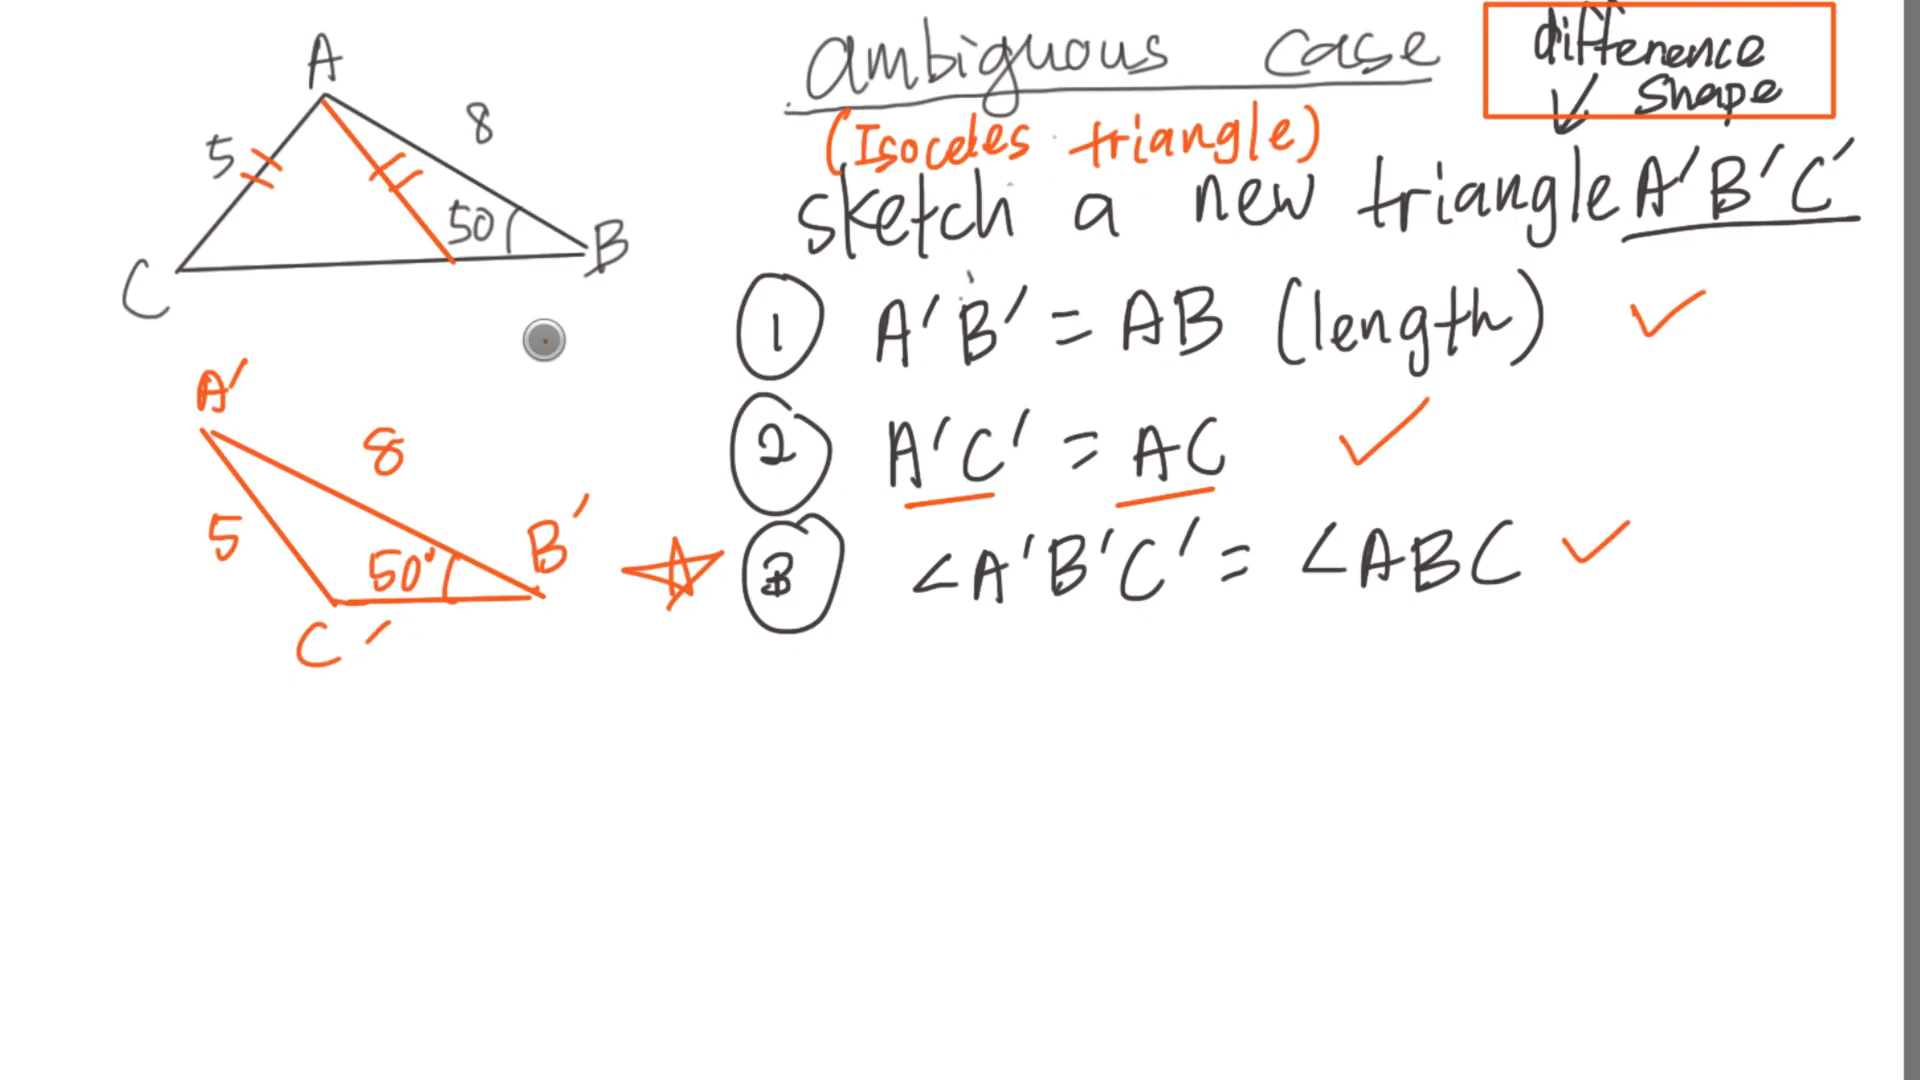 ambiguous case
(Isoceles triangle)
difference
shape
sketch a new triangle A'B'C'
① A'B' = AB (length) ✓
② A'C' = AC ✓
③ ∠A'B'C' = ∠ABC ✓
A
5
8
50
B
C
A'
8
5
50°
B'
C'